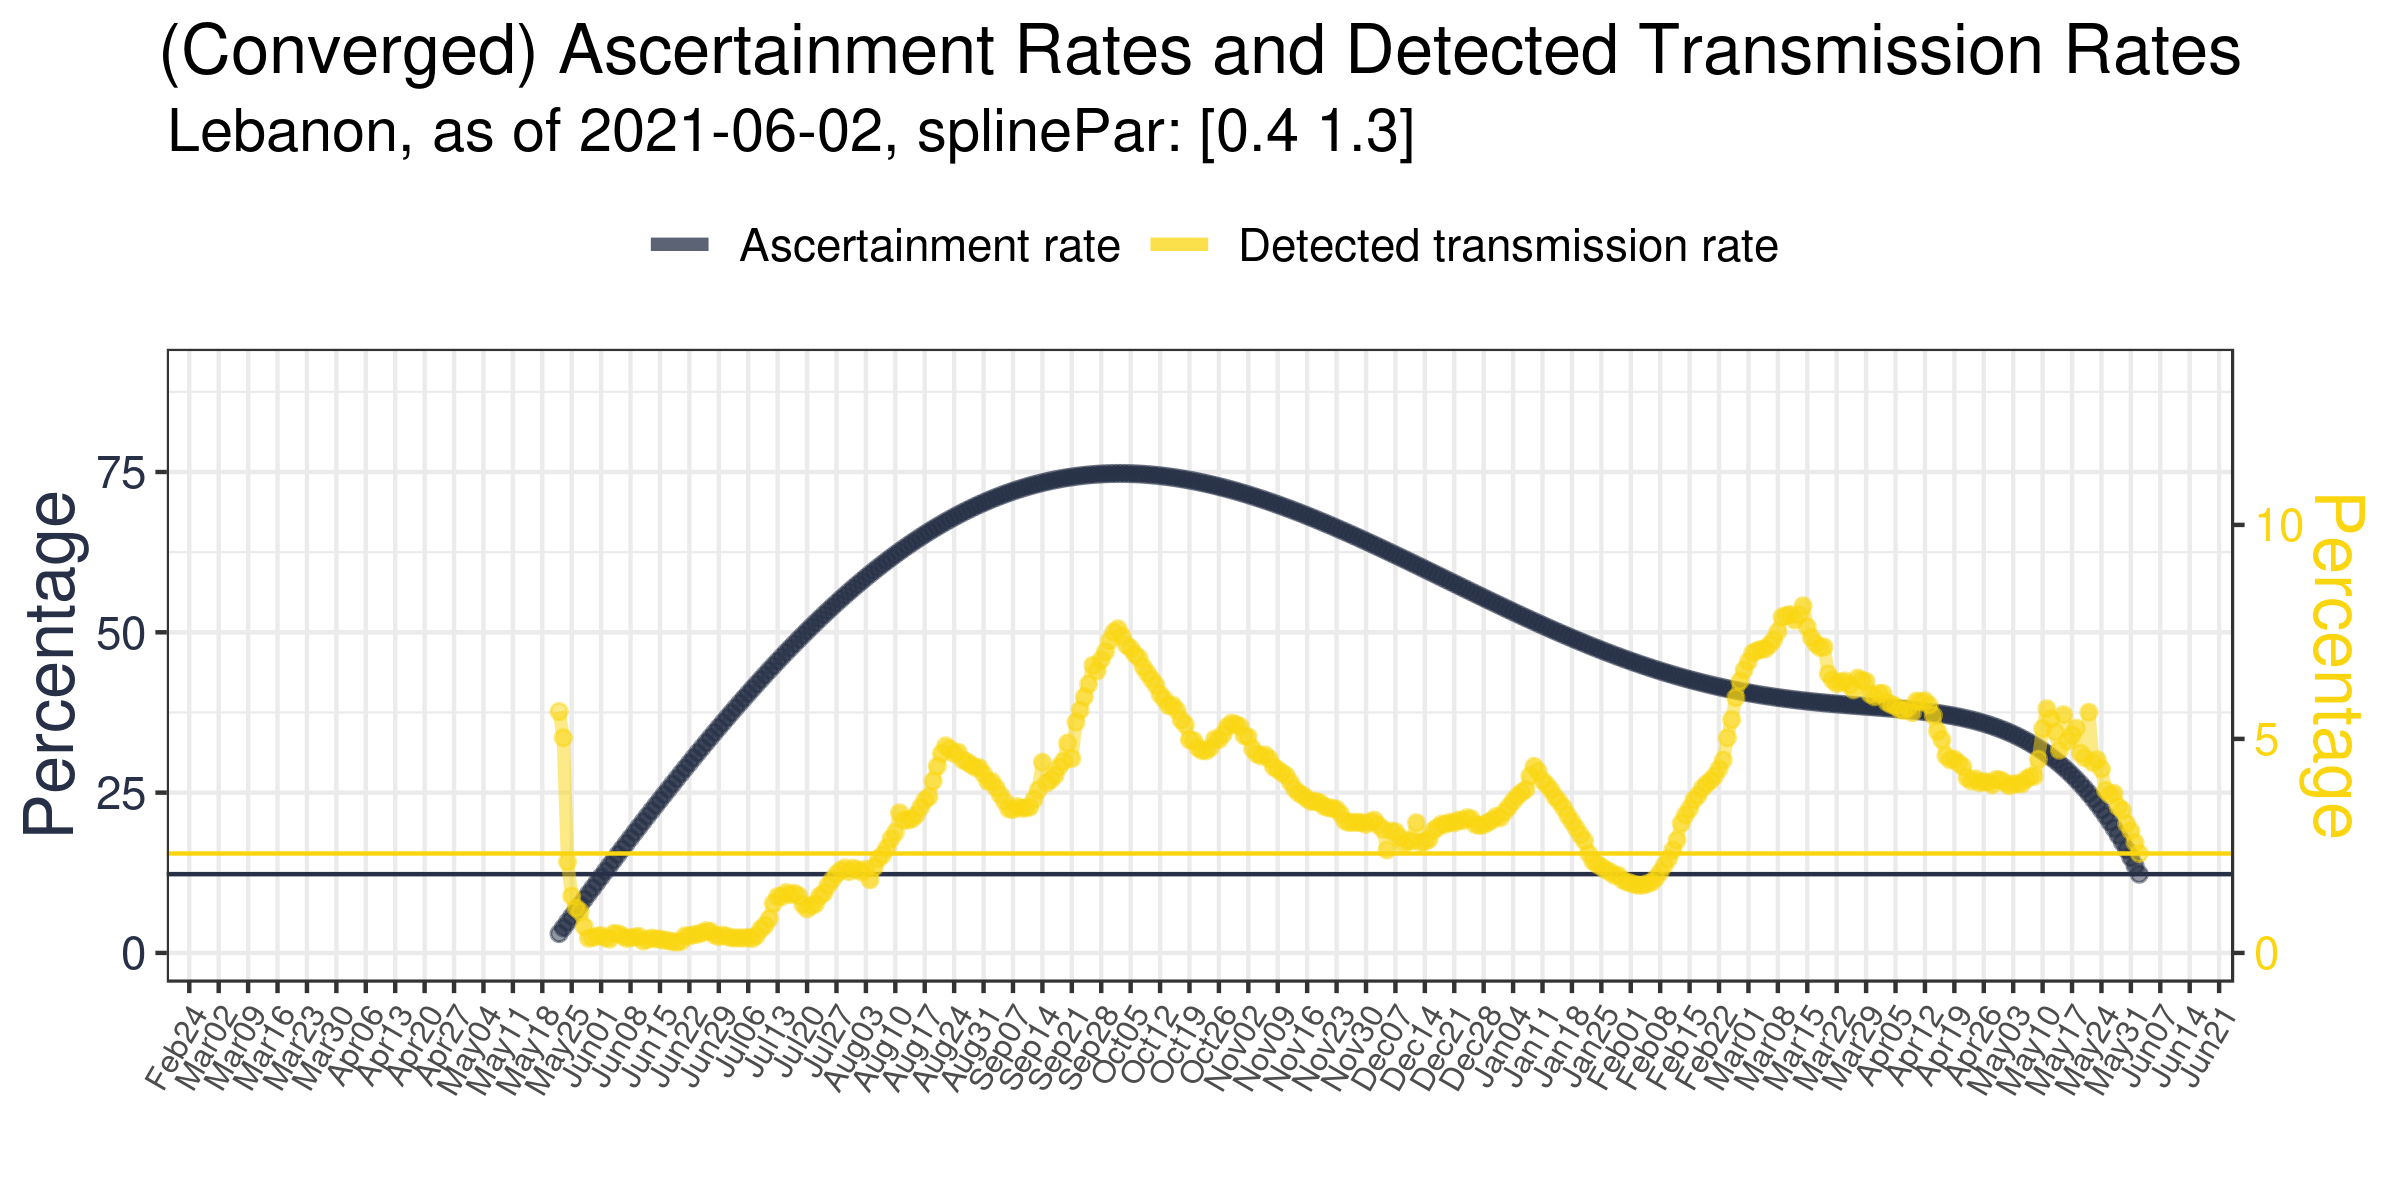 (Converged) Ascertainment Rates and Detected Transmission Rates
Lebanon, as of 2021-06-02, splinePar: [0.4 1.3]
Ascertainment rate
Detected transmission rate
Percentage
75
50
25
0
10
5
0
Percentage
Feb24
Mar02
Mar09
Mar16
Mar23
Mar30
Apr06
Apr13
Apr20
Apr27
May04
May11
May18
May25
Jun01
Jun08
Jun15
Jun22
Jun29
Jul06
Jul13
Jul20
Jul27
Aug03
Aug10
Aug17
Aug24
Aug31
Sep07
Sep14
Sep21
Sep28
Oct05
Oct12
Oct19
Oct26
Nov02
Nov09
Nov16
Nov23
Nov30
Dec07
Dec14
Dec21
Dec28
Jan04
Jan11
Jan18
Jan25
Feb01
Feb08
Feb15
Feb22
Mar01
Mar08
Mar15
Mar22
Mar29
Apr05
Apr12
Apr19
Apr26
May03
May10
May17
May24
May31
Jun07
Jun14
Jun21